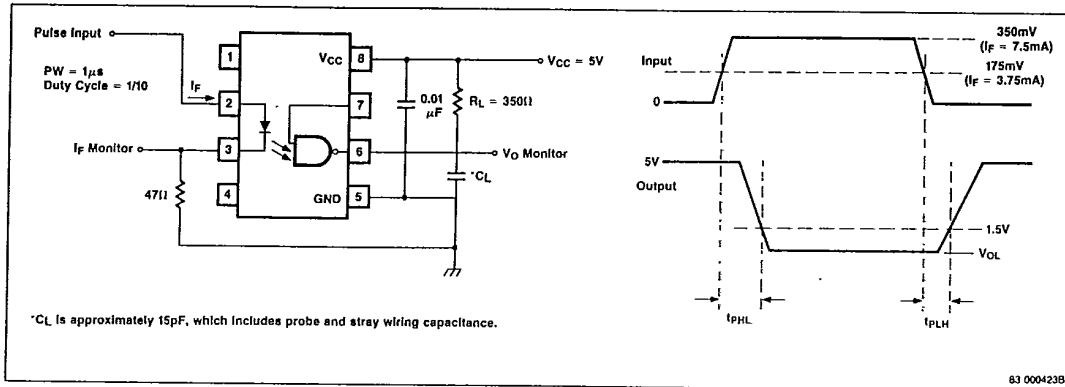 Pulse Input
PW = 1μs
Duty Cycle = 1/10
IF
IF Monitor
47Ω
1
2
3
4
VCC
8
7
6
GND
5
0.01
μF
RL = 350Ω
VCC = 5V
VO Monitor
*CL
*CL is approximately 15pF, which includes probe and stray wiring capacitance.
Input
0
350mV
(IF = 7.5mA)
175mV
(IF = 3.75mA)
5V
Output
1.5V
VOL
tPHL
tPLH
83 000423B